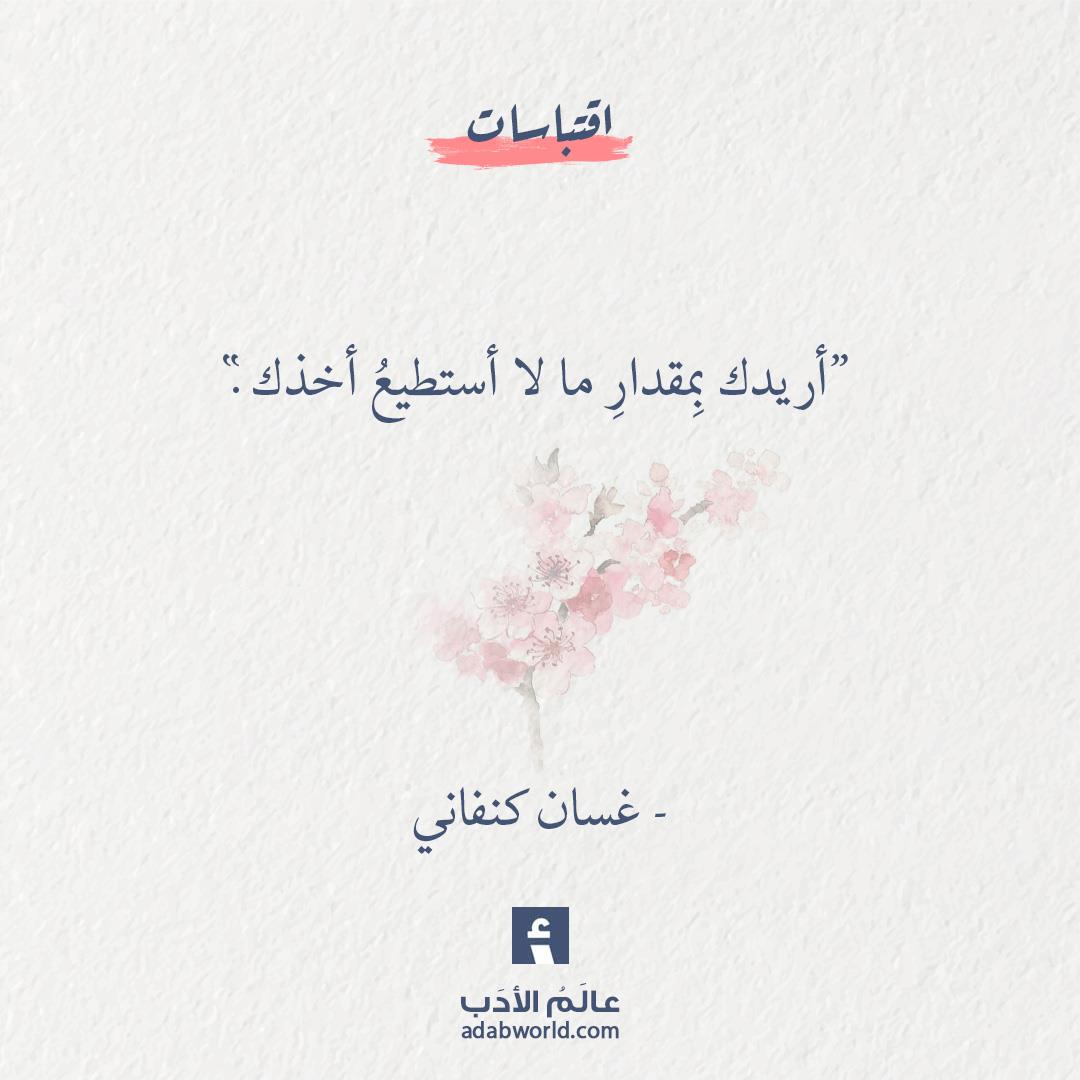 اقتباسات
”أريدك بِمقدارِ ما لا أستطيعُ أخذك.“
- غسان كنفاني
أ
عالَمُ الأدَب
adabworld.com